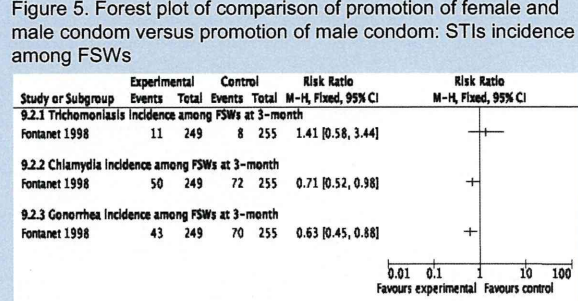 Figure 5. Forest plot of comparison of promotion of female and
male condom versus promotion of male condom: STIs incidence
among FSWs
Experimental Control Risk Ratio Risk Ratio
Study or Subgroup Events Total Events Total M-H, Fixed, 95% CI M-H, Fixed, 95% CI
9.2.1 Trichomoniasis incidence among FSWs at 3-month
Fontanet 1998 11 249 8 255 1.41 [0.58, 3.44]
9.2.2 Chlamydia incidence among FSWs at 3-month
Fontanet 1998 50 249 72 255 0.71 [0.52, 0.98]
9.2.3 Gonorrhea incidence among FSWs at 3-month
Fontanet 1998 43 249 70 255 0.63 [0.45, 0.88]
0.01 0.1 1 10 100
Favours experimental Favours control